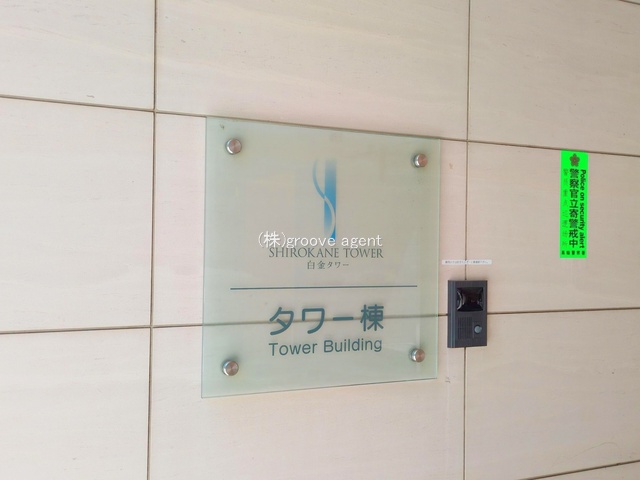 (株)groove agent
SHIROKANE TOWER
白金タワー
タワー棟
Tower Building
Police on security alert
警察官立寄警戒中